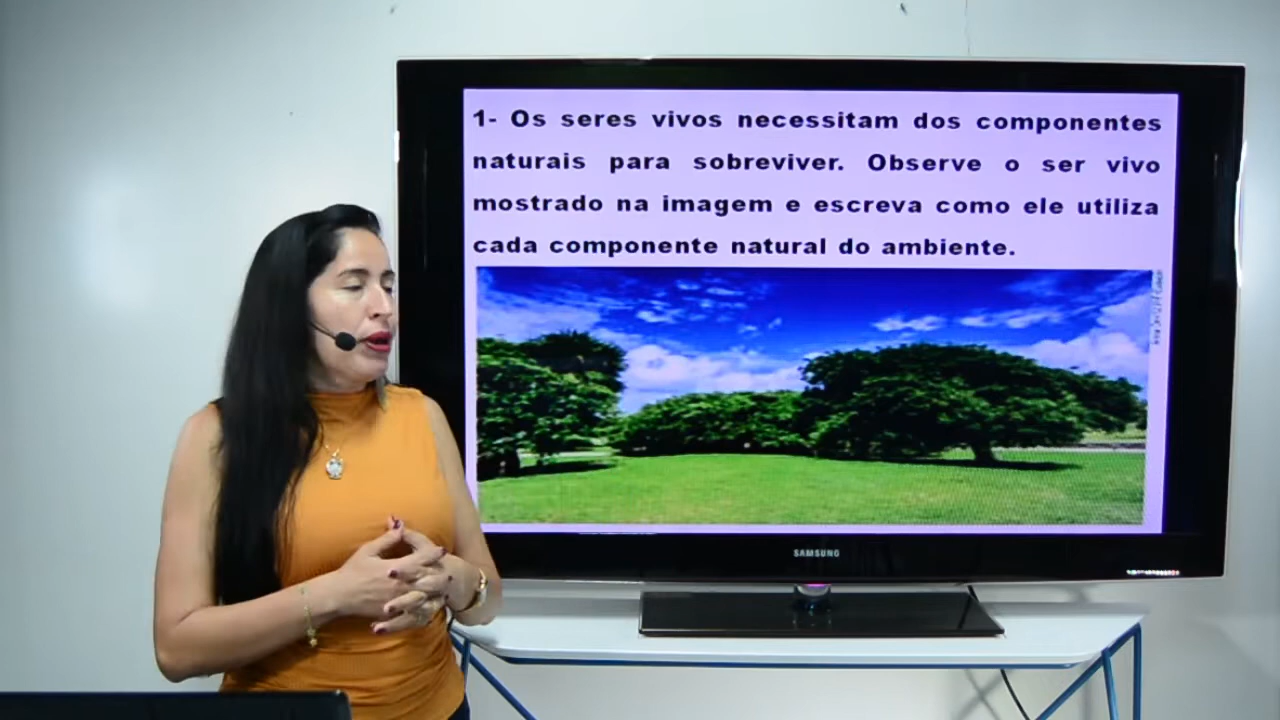 1- Os seres vivos necessitam dos componentes
naturais para sobreviver. Observe o ser vivo
mostrado na imagem e escreva como ele utiliza
cada componente natural do ambiente.
SAMSUNG